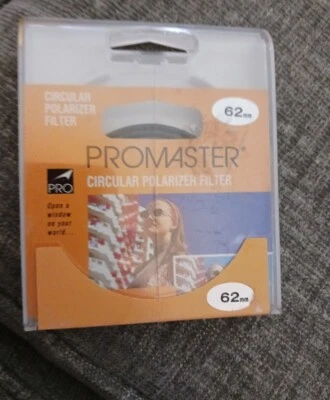 CIRCULAR
POLARIZER
FILTER
62mm
PROMASTER
CIRCULAR POLARIZER FILTER
PRO
Open a
window
on your
world...
62mm